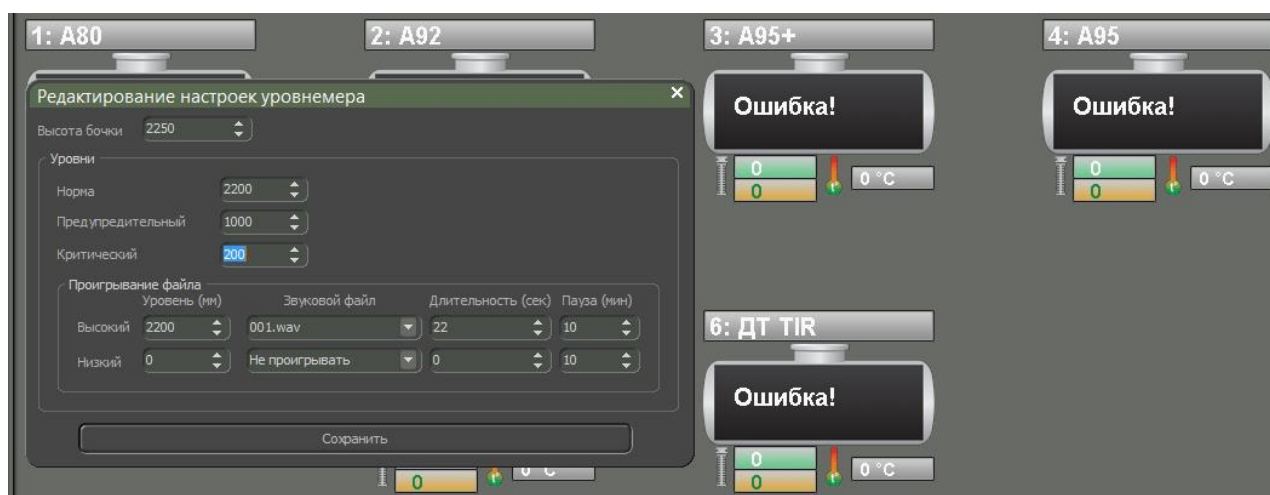 1: A80
2: A92
3: A95+
4: A95
Редактирование настроек уровнемера
Высота бочки 2250
Уровни
Норма 2200
Предупредительный 1000
Критический 200
Проигрывание файла
Уровень (мм) Звуковой файл Длительность (сек) Пауза (мин)
Высокий 2200 001.wav 22 10
Низкий 0 Не проигрывать 0 10
Сохранить
0
Ошибка!
0
0 °C
0
Ошибка!
0
0 °C
0
6: ДТ TIR
Ошибка!
0
0 °C
0